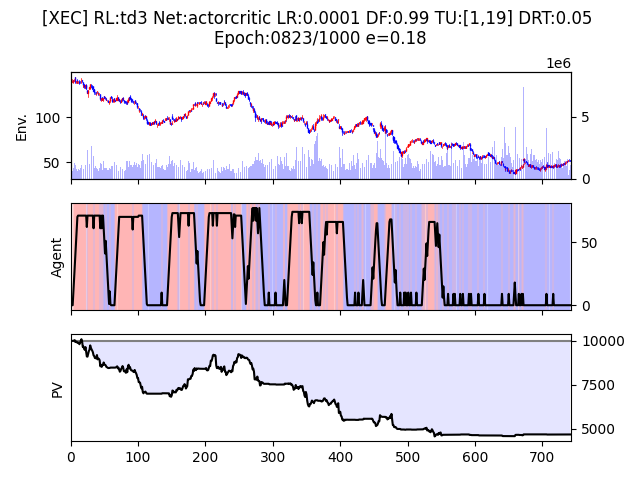 [XEC] RL:td3 Net:actorcritic LR:0.0001 DF:0.99 TU:[1,19] DRT:0.05
Epoch:0823/1000 e=0.18
1e6
Env.
100
50
5
0
Agent
50
0
PV
10000
7500
5000
0 100 200 300 400 500 600 700